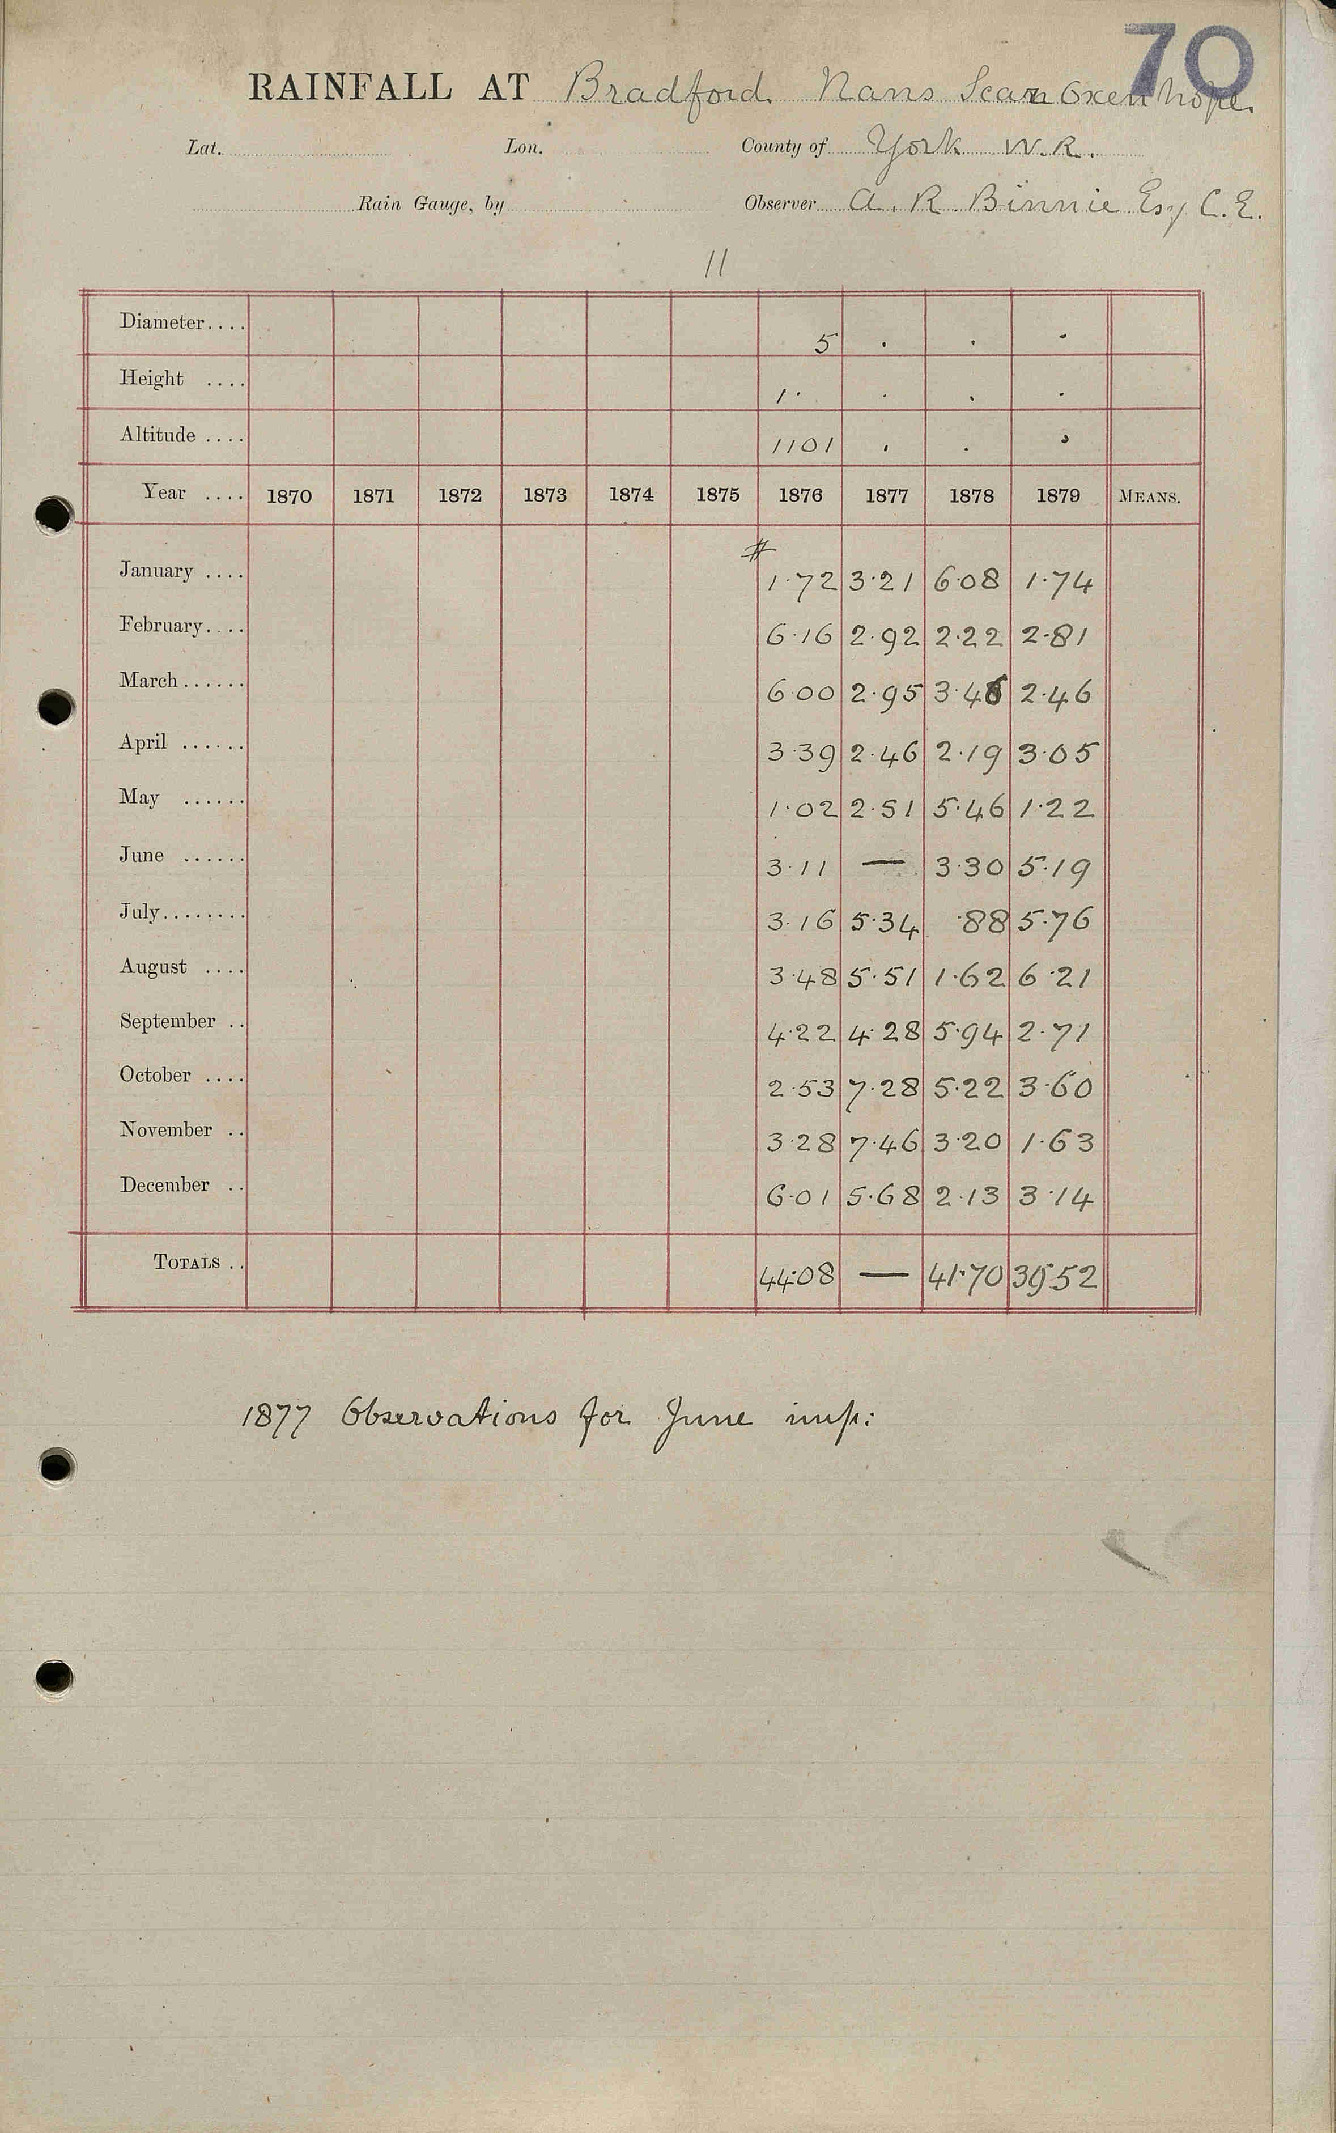 70
RAINFALL AT Bradford Nans Scar Oxenhope.
Lat. Lon. County of York W.R.
Rain Gauge, by Observer A. R. Binnie Esq C.E.
11
Diameter.... 5 . . .
Height .... 1. . . .
Altitude .... 1101 . . .
Year .... 1870 1871 1872 1873 1874 1875 1876 1877 1878 1879 MEANS.
#
January .... 1.72 3.21 6.08 1.74
February.... 6.16 2.92 2.22 2.81
March...... 6.00 2.95 3.46 2.46
April ...... 3.39 2.46 2.19 3.05
May ...... 1.02 2.51 5.46 1.22
June ...... 3.11 — 3.30 5.19
July........ 3.16 5.34 .88 5.76
August .... 3.48 5.51 1.62 6.21
September .. 4.22 4.28 5.94 2.71
October .... 2.53 7.28 5.22 3.60
November .. 3.28 7.46 3.20 1.63
December .. 6.01 5.68 2.13 3.14
TOTALS .. 44.08 — 41.70 39.52
1877 Observations for June imp: